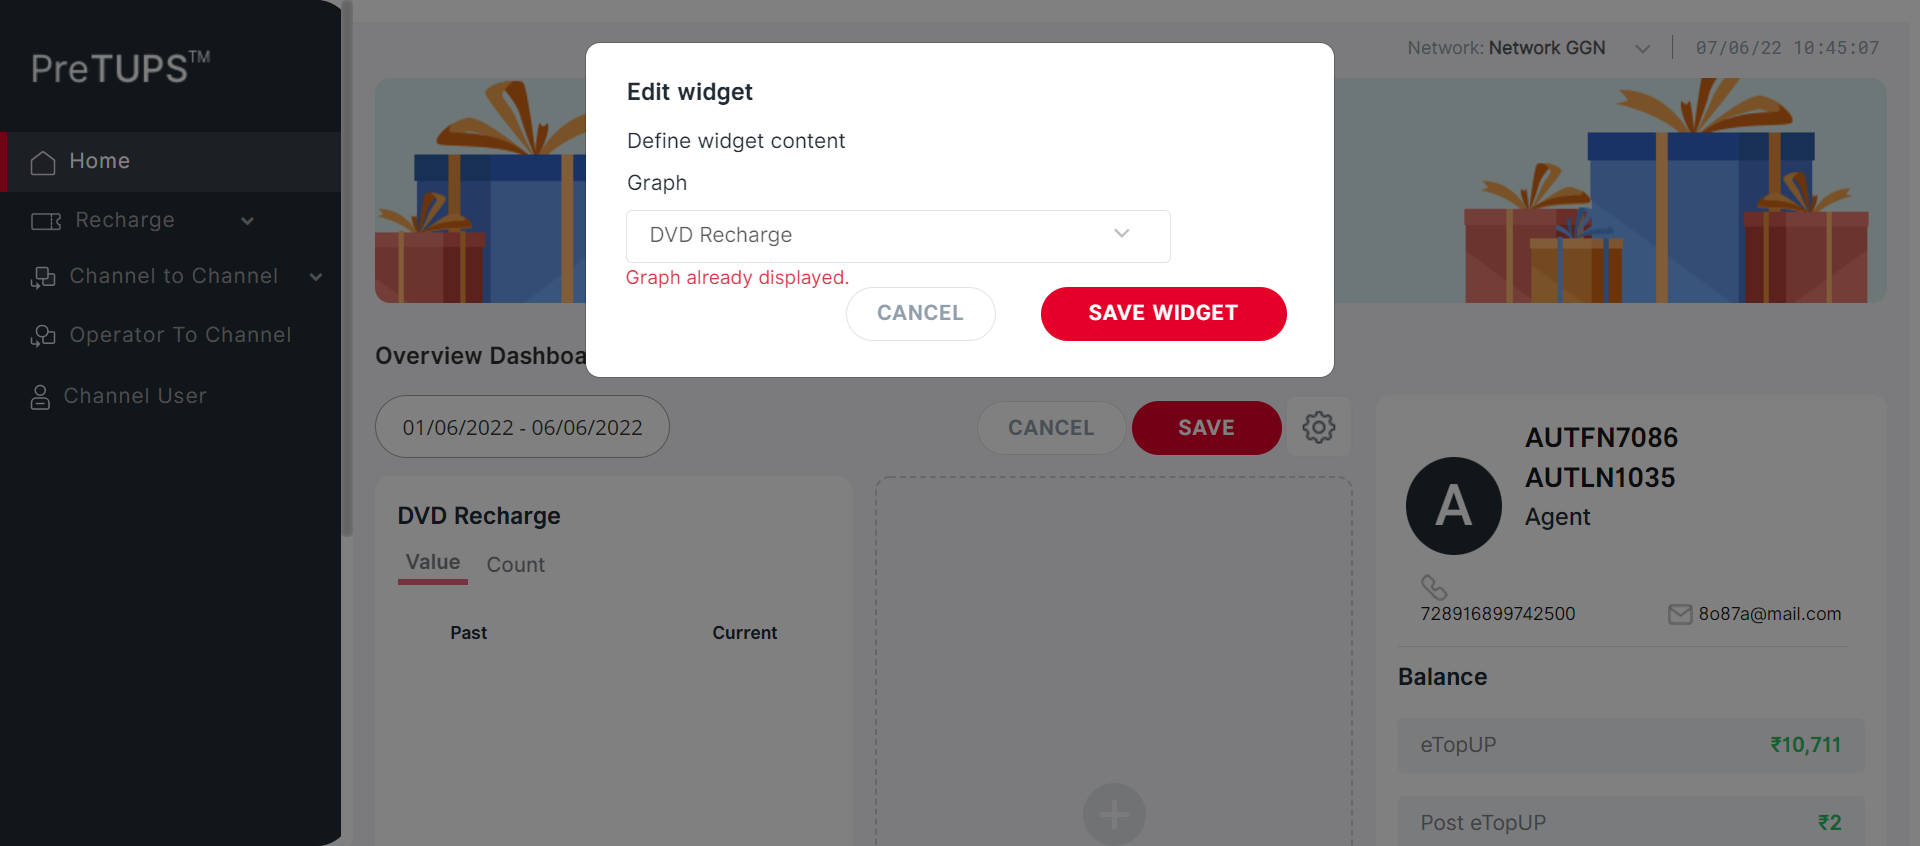 PreTUPS™
Home
Recharge
Channel to Channel
Operator To Channel
Channel User
Network: Network GGN
07/06/22 10:45:07
Edit widget
Define widget content
Graph
DVD Recharge
Graph already displayed.
CANCEL
SAVE WIDGET
Overview Dashboa
01/06/2022 - 06/06/2022
CANCEL
SAVE
DVD Recharge
Value Count
Past Current
A
AUTFN7086
AUTLN1035
Agent
728916899742500
8o87a@mail.com
Balance
eTopUP ₹10,711
Post eTopUP ₹2